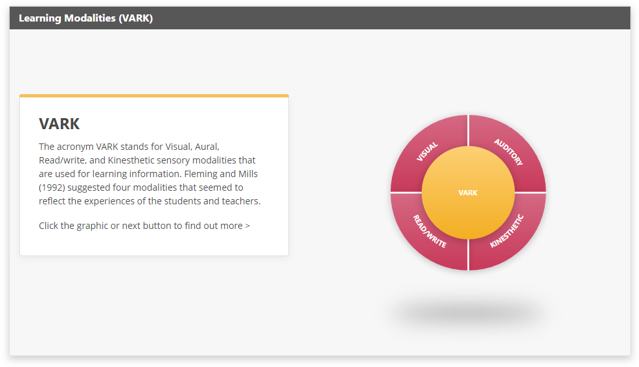 Learning Modalities (VARK)
VARK
The acronym VARK stands for Visual, Aural,
Read/write, and Kinesthetic sensory modalities that
are used for learning information. Fleming and Mills
(1992) suggested four modalities that seemed to
reflect the experiences of the students and teachers.
Click the graphic or next button to find out more >
VISUAL
AUDITORY
VARK
READ/WRITE
KINESTHETIC